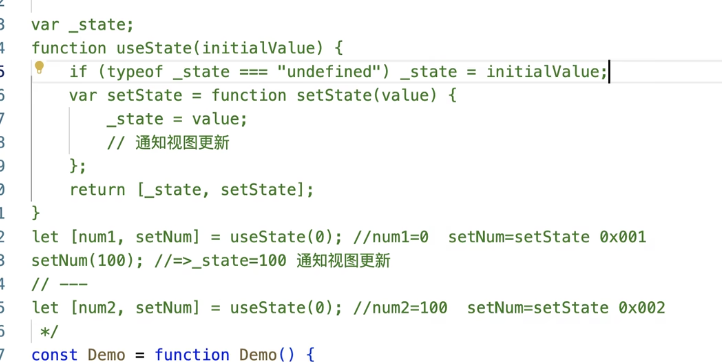 2
3 var _state;
4 function useState(initialValue) {
5 if (typeof _state === "undefined") _state = initialValue;
6 var setState = function setState(value) {
7 _state = value;
8 // 通知视图更新
9 };
0 return [_state, setState];
1 }
2 let [num1, setNum] = useState(0); //num1=0  setNum=setState 0x001
3 setNum(100); //=>_state=100 通知视图更新
4 // ---
5 let [num2, setNum] = useState(0); //num2=100  setNum=setState 0x002
6 */
7 const Demo = function Demo() {